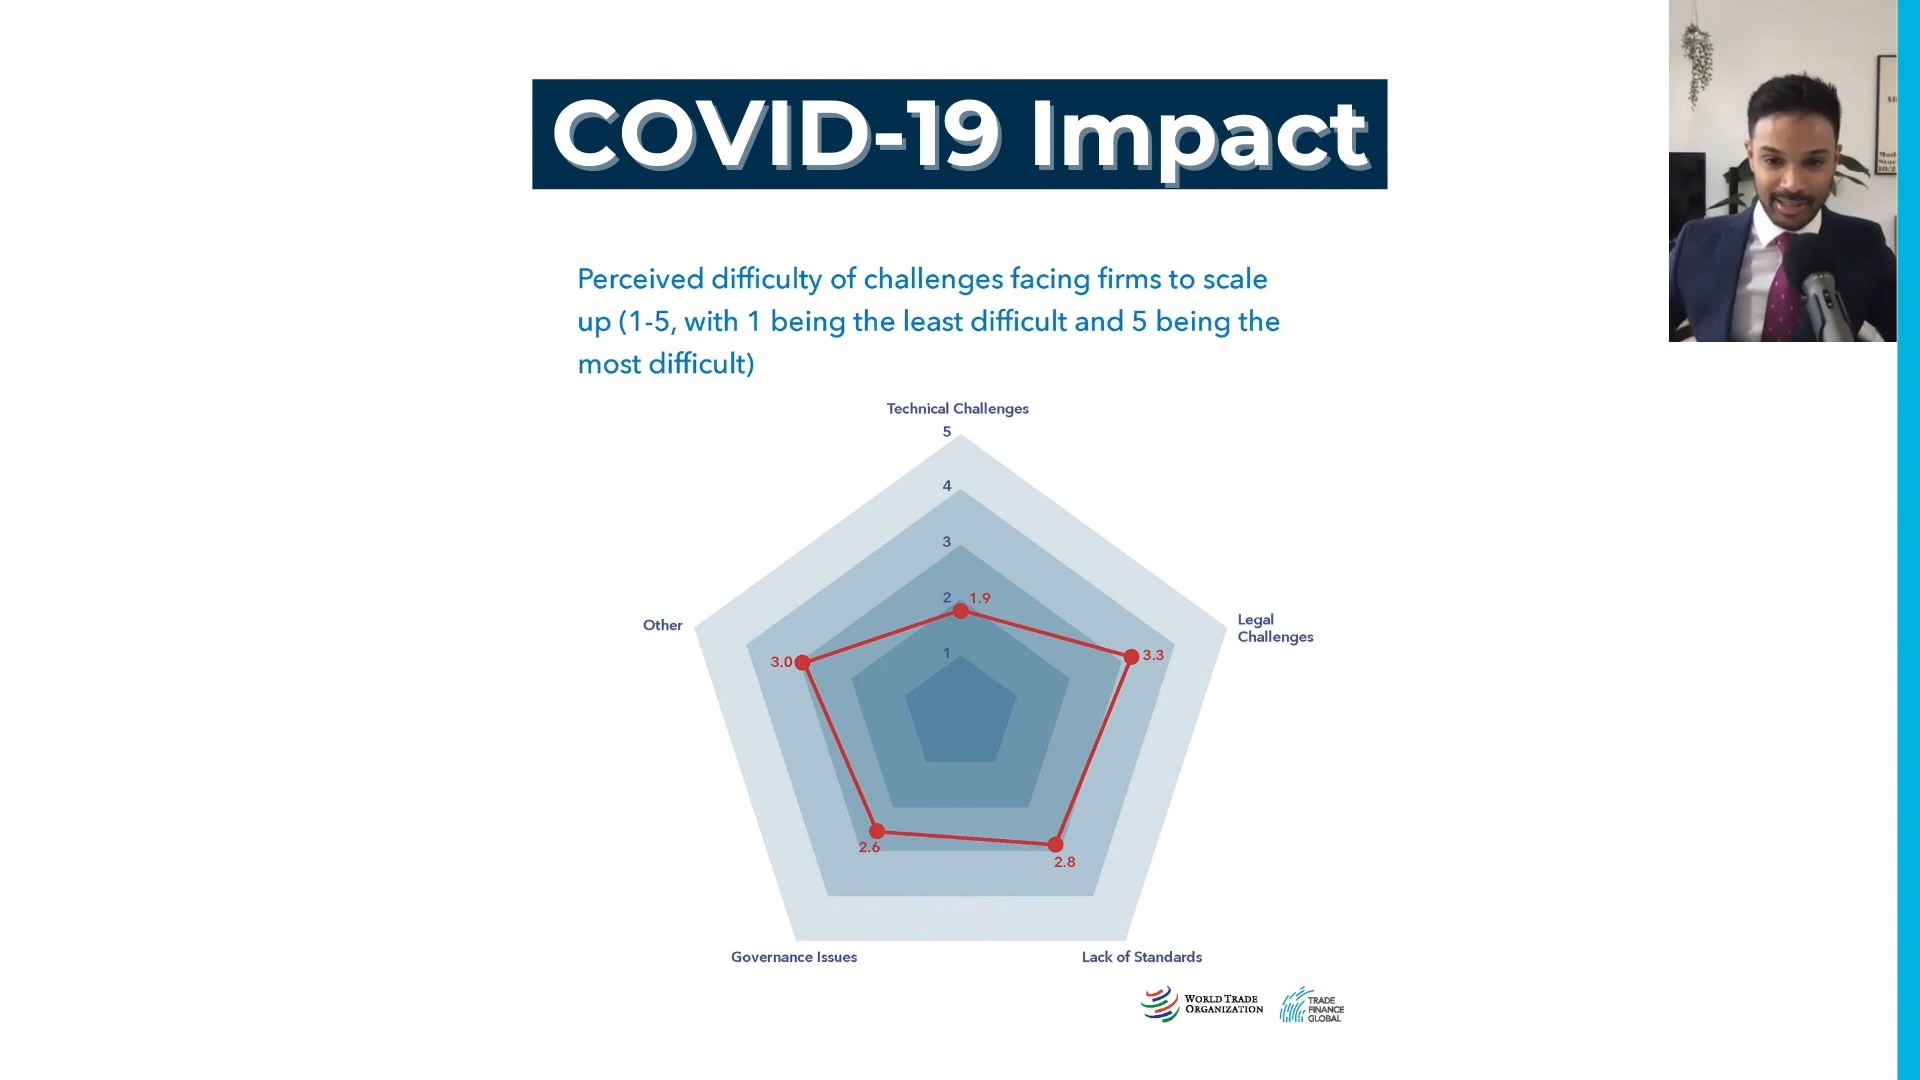 COVID-19 Impact
Perceived difficulty of challenges facing firms to scale
up (1-5, with 1 being the least difficult and 5 being the
most difficult)
Technical Challenges
5
4
3
2
1.9
Other
Legal
Challenges
1
3.0
3.3
2.6
2.8
Governance Issues
Lack of Standards
WORLD TRADE
ORGANIZATION
TRADE
FINANCE
GLOBAL